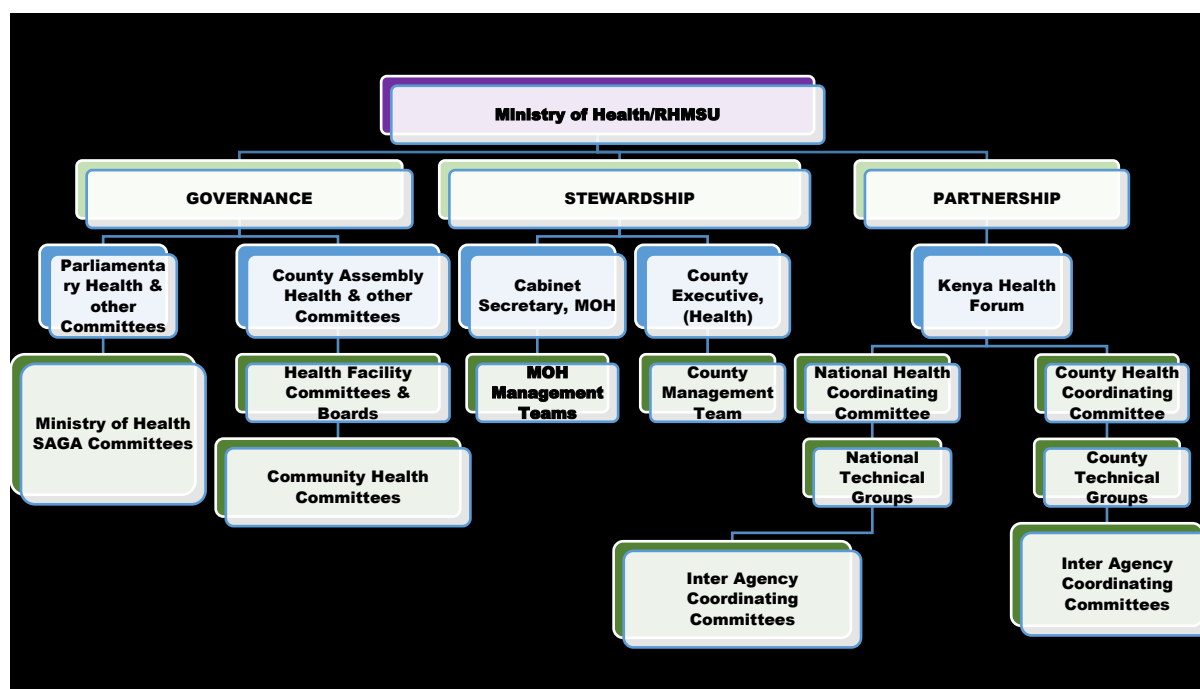 Ministry of Health/RHMSU
GOVERNANCE
STEWARDSHIP
PARTNERSHIP
Parliamenta
ry Health &
other
Committees
County Assembly
Health & other
Committees
Cabinet
Secretary, MOH
County
Executive,
(Health)
Kenya Health
Forum
Ministry of Health
SAGA Committees
Health Facility
Committees &
Boards
MOH
Management
Teams
County
Management
Team
National Health
Coordinating
Committee
County Health
Coordinating
Committee
Community Health
Committees
National
Technical
Groups
County
Technical
Groups
Inter Agency
Coordinating
Committees
Inter Agency
Coordinating
Committees